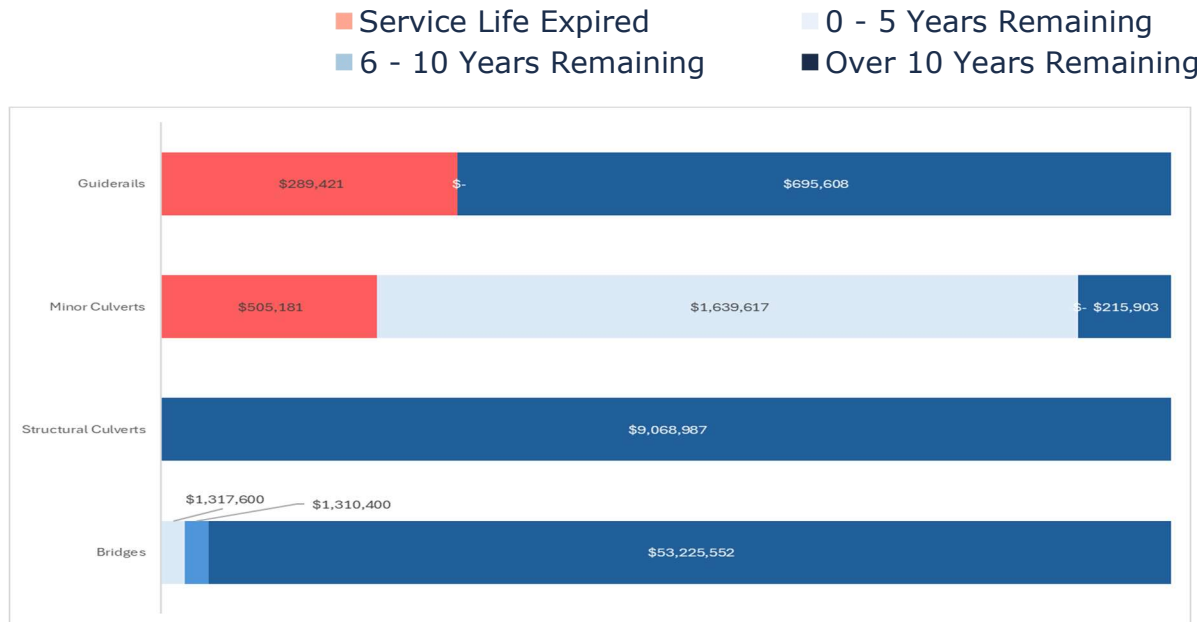 Service Life Expired
0 - 5 Years Remaining
6 - 10 Years Remaining
Over 10 Years Remaining
Guiderails
$289,421
$-
$695,608
Minor Culverts
$505,181
$1,639,617
$-
$215,903
Structural Culverts
$9,068,987
$1,317,600
$1,310,400
Bridges
$53,225,552